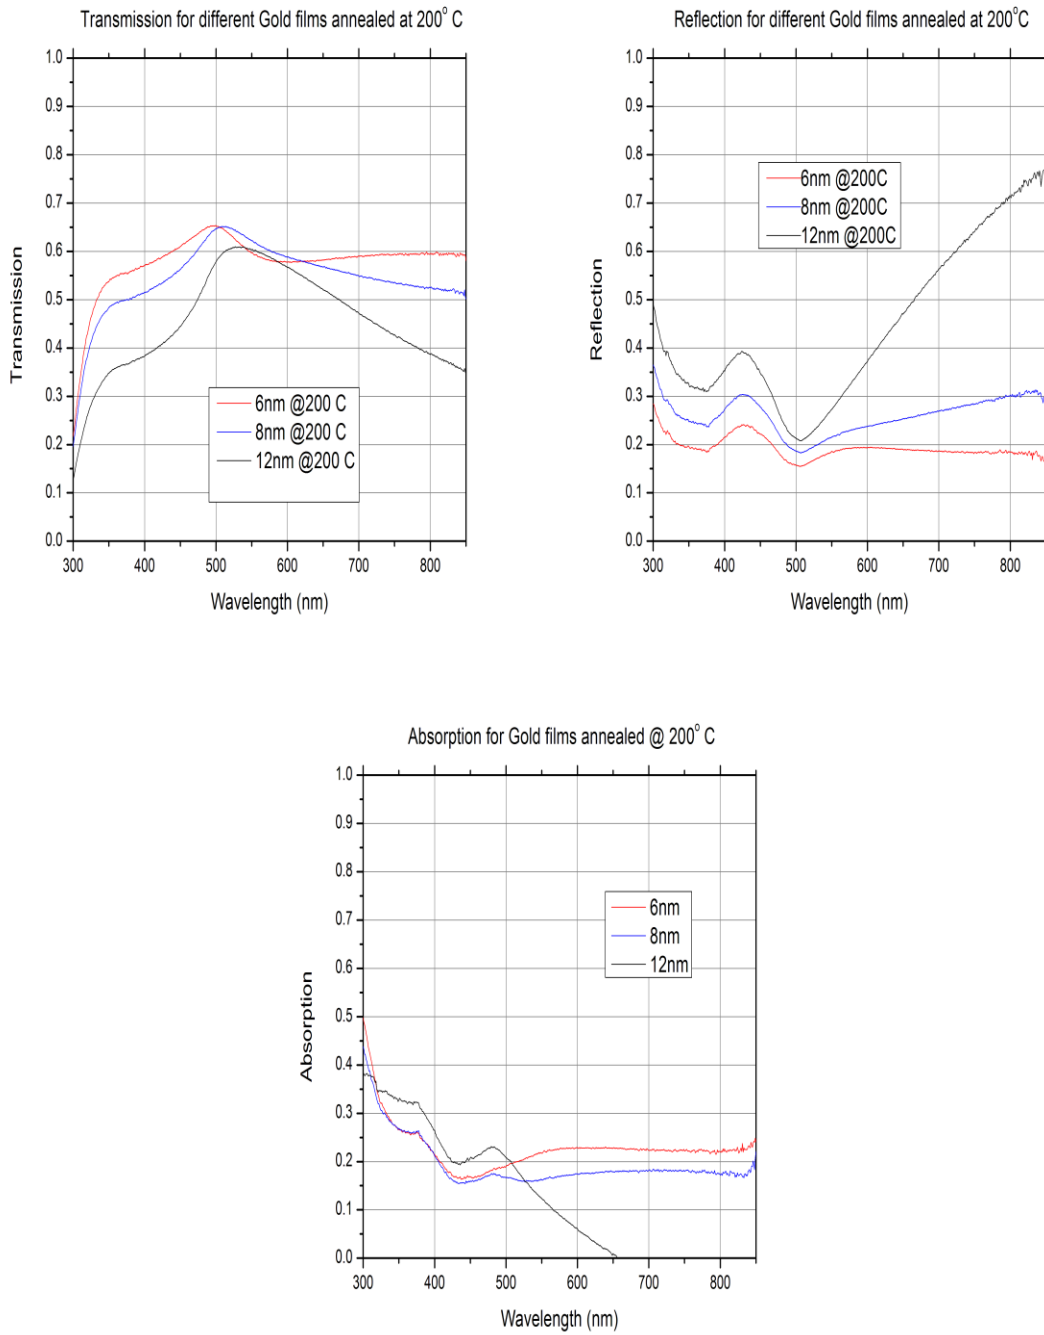 Transmission for different Gold films annealed at 200° C
1.0
0.9
0.8
0.7
0.6
0.5
0.4
0.3
0.2
0.1
0.0
Transmission
6nm @200 C
8nm @200 C
12nm @200 C
300 400 500 600 700 800
Wavelength (nm)
Reflection for different Gold films annealed at 200°C
1.0
0.9
0.8
0.7
0.6
0.5
0.4
0.3
0.2
0.1
0.0
Reflection
6nm @200C
8nm @200C
12nm @200C
300 400 500 600 700 800
Wavelength (nm)
Absorption for Gold films annealed @ 200° C
1.0
0.9
0.8
0.7
0.6
0.5
0.4
0.3
0.2
0.1
0.0
Absorption
6nm
8nm
12nm
300 400 500 600 700 800
Wavelength (nm)